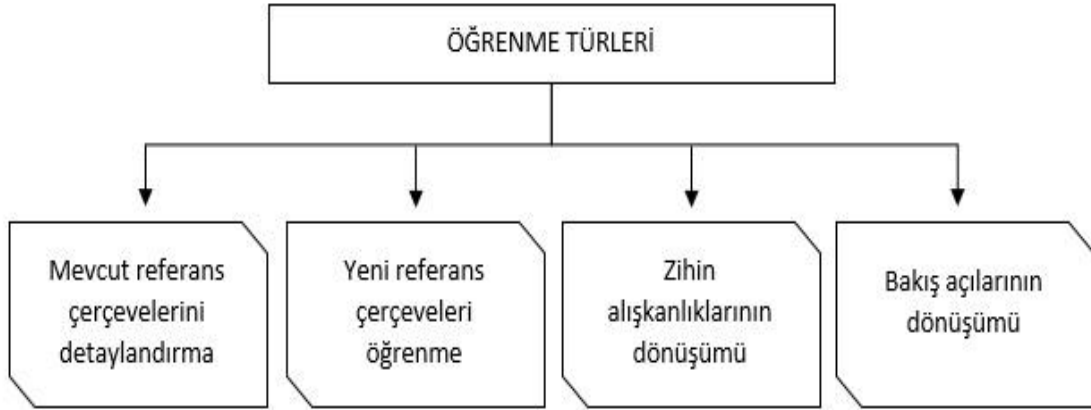 ÖĞRENME TÜRLERİ
Mevcut referans
çerçevelerini
detaylandırma
Yeni referans
çerçeveleri
öğrenme
Zihin
alışkanlıklarının
dönüşümü
Bakış açılarının
dönüşümü